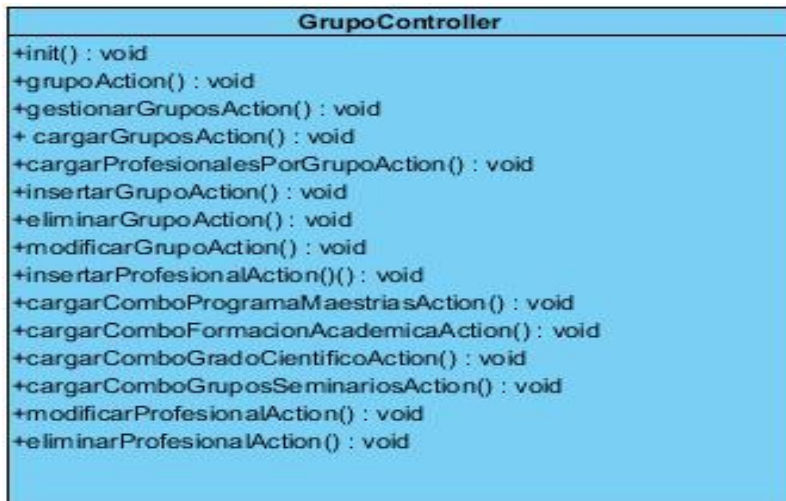 GrupoController
+init() : void
+grupoAction() : void
+gestionarGruposAction() : void
+ cargarGruposAction() : void
+cargarProfesionalesPorGrupoAction() : void
+insertarGrupoAction() : void
+eliminarGrupoAction() : void
+modificarGrupoAction() : void
+insertarProfesionalAction()() : void
+cargarComboProgramaMaestriasAction() : void
+cargarComboFormacionAcademicaAction() : void
+cargarComboGradoCientificoAction() : void
+cargarComboGruposSeminariosAction() : void
+modificarProfesionalAction() : void
+eliminarProfesionalAction() : void